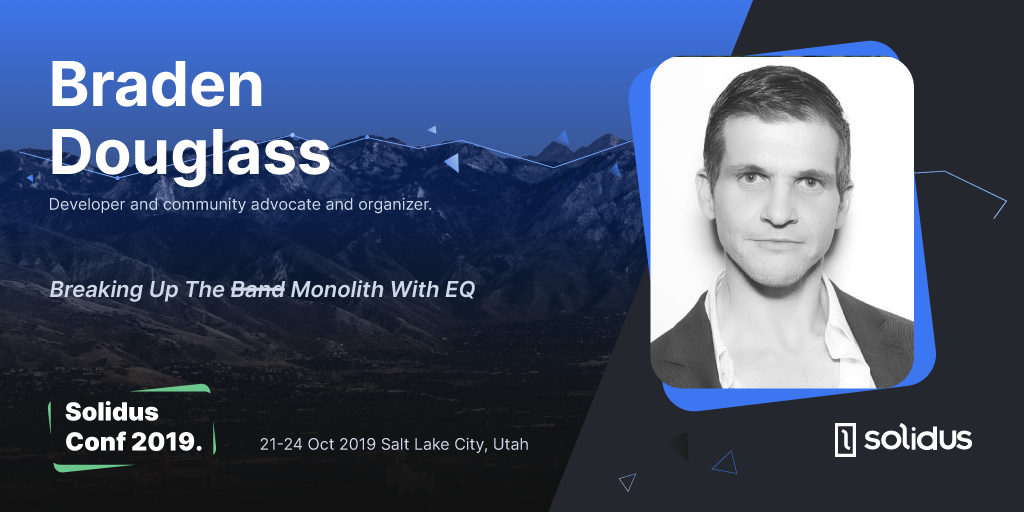 Braden
Douglass
Developer and community advocate and organizer.
Breaking Up The Band Monolith With EQ
Solidus
Conf 2019.
21-24 Oct 2019 Salt Lake City, Utah
solidus